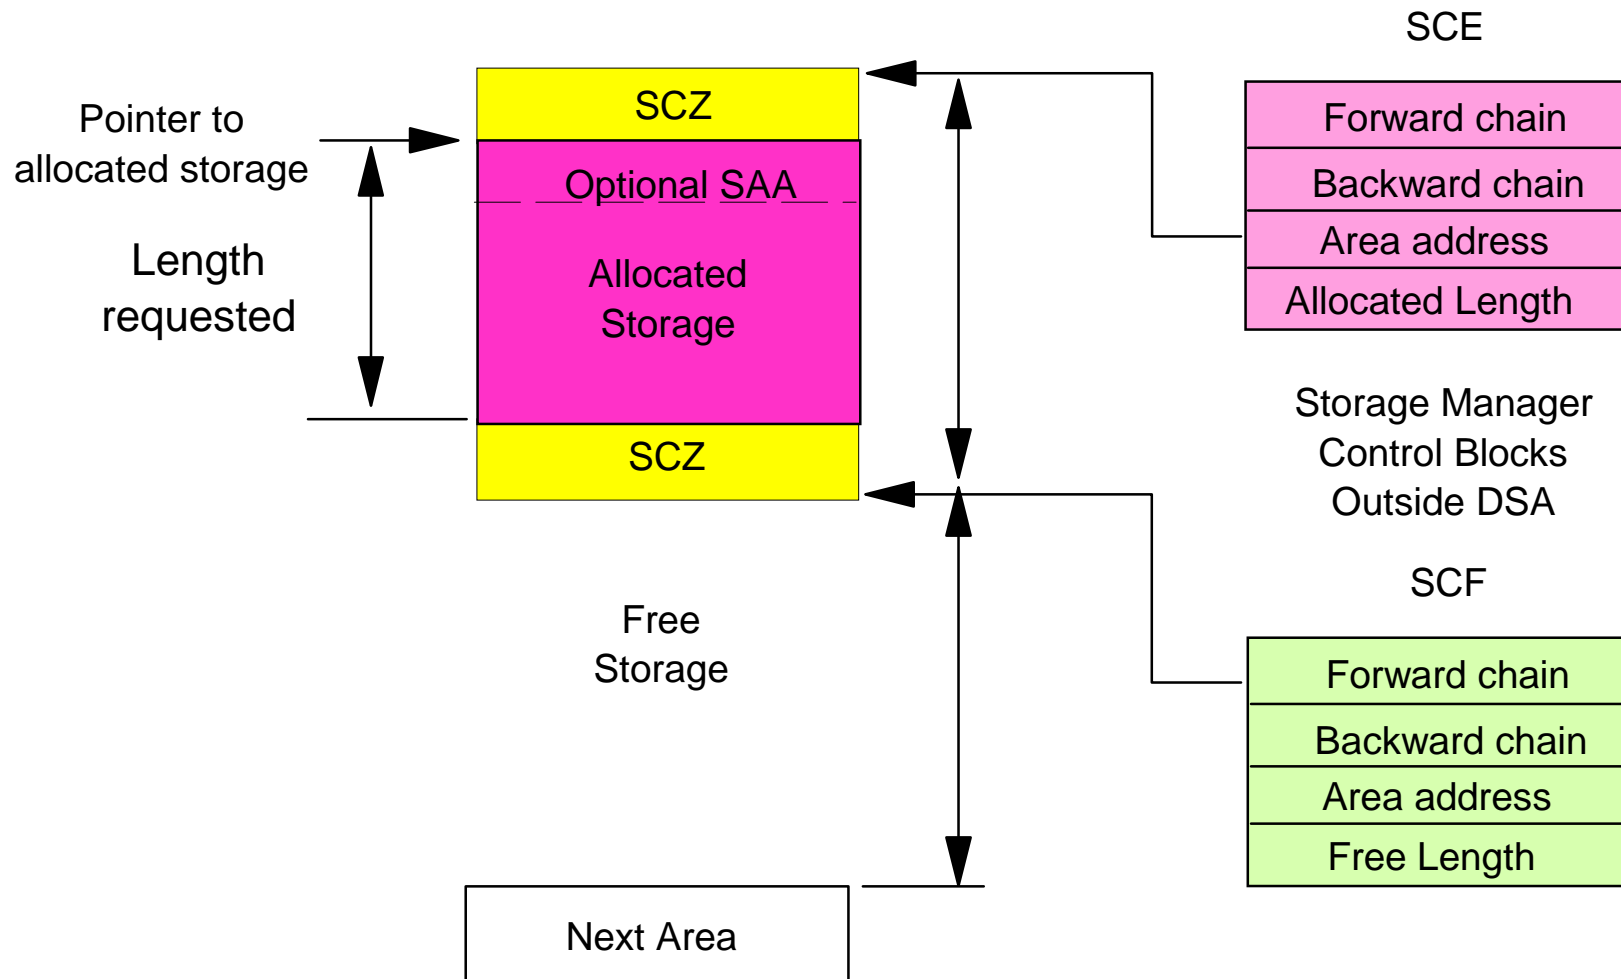 SCE
SCZ
Pointer to
allocated storage
Optional SAA
Length
requested
Allocated
Storage
SCZ
Forward chain
Backward chain
Area address
Allocated Length
Storage Manager
Control Blocks
Outside DSA
Free
Storage
SCF
Forward chain
Backward chain
Area address
Free Length
Next Area